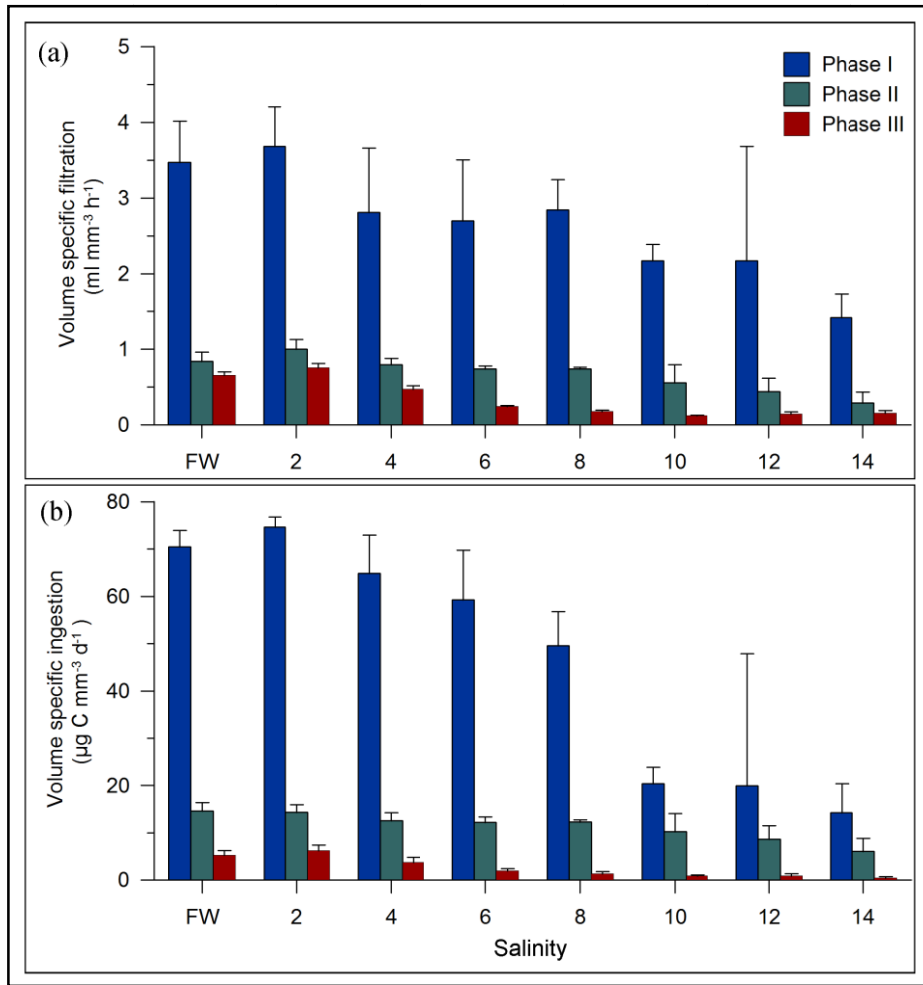 (a)
5
4
3
2
1
0
Volume specific filtration
(ml mm⁻³ h⁻¹)
Phase I
Phase II
Phase III
FW 2 4 6 8 10 12 14
(b)
80
60
40
20
0
Volume specific ingestion
(µg C mm⁻³ d⁻¹)
FW 2 4 6 8 10 12 14
Salinity